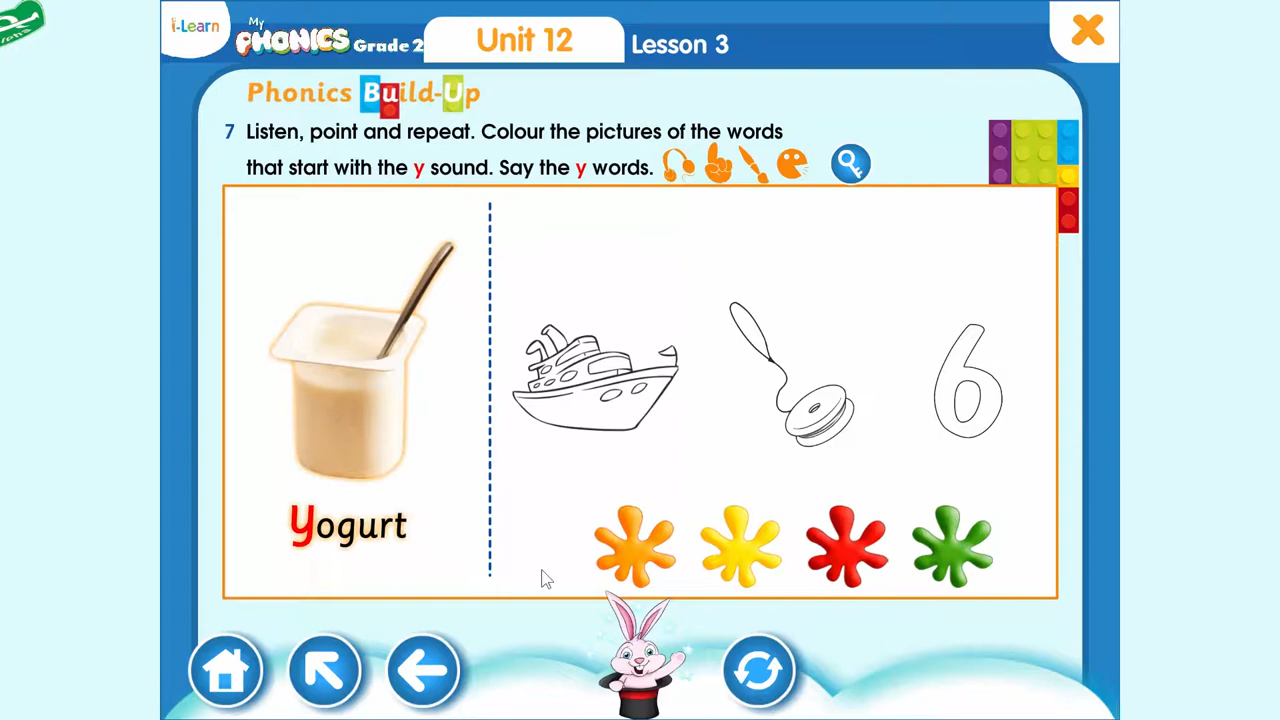 i-Learn
My
PHONICS Grade 2
Unit 12
Lesson 3
Phonics Build-Up
7 Listen, point and repeat. Colour the pictures of the words
that start with the y sound. Say the y words.
6
yogurt